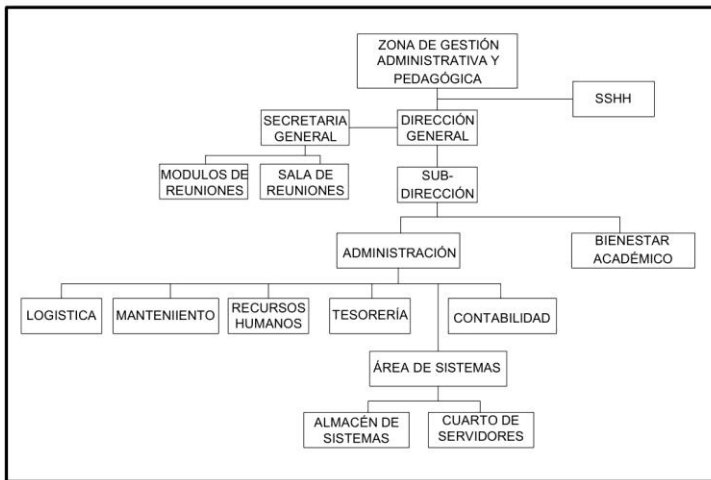 ZONA DE GESTIÓN
ADMINISTRATIVA Y
PEDAGÓGICA
SSHH
SECRETARIA
GENERAL
DIRECCIÓN
GENERAL
MODULOS DE
REUNIONES
SALA DE
REUNIONES
SUB-
DIRECCIÓN
ADMINISTRACIÓN
BIENESTAR
ACADÉMICO
LOGISTICA
MANTENIIENTO
RECURSOS
HUMANOS
TESORERÍA
CONTABILIDAD
ÁREA DE SISTEMAS
ALMACÉN DE
SISTEMAS
CUARTO DE
SERVIDORES